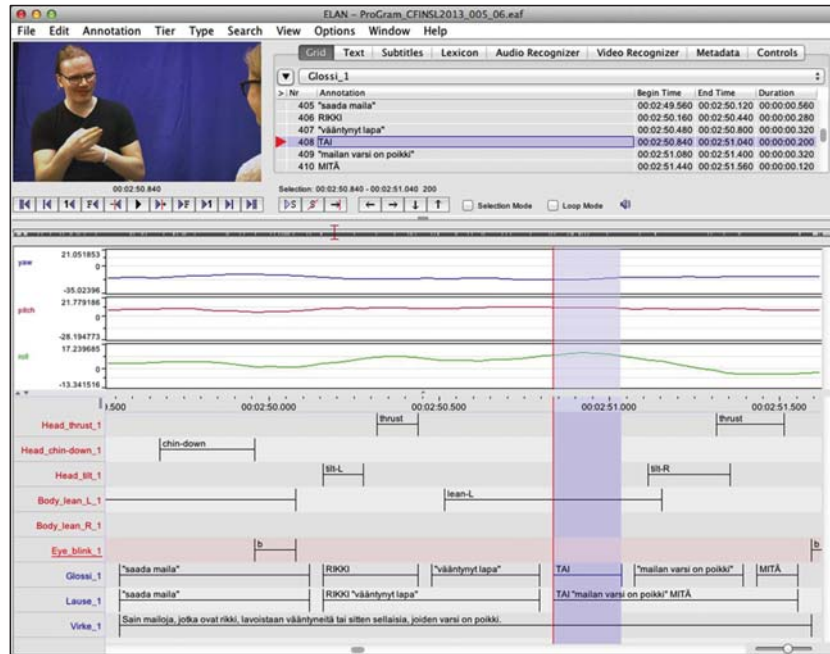 ELAN – ProGram_CFINSL2013_005_06.eaf
File Edit Annotation Tier Type Search View Options Window Help
Grid Text Subtitles Lexicon Audio Recognizer Video Recognizer Metadata Controls
Glossi_1
> Nr Annotation Begin Time End Time Duration
405 "saada maila" 00:02:49.560 00:02:50.120 00:00:00.560
406 RIKKI 00:02:50.160 00:02:50.440 00:00:00.280
407 "vääntynyt lapa" 00:02:50.480 00:02:50.800 00:00:00.320
408 TAI 00:02:50.840 00:02:51.040 00:00:00.200
409 "mailan varsi on poikki" 00:02:51.080 00:02:51.400 00:00:00.320
410 MITÄ 00:02:51.440 00:02:51.560 00:00:00.120
00:02:50.840
Selection: 00:02:50.840 - 00:02:51.040 200
Selection Mode Loop Mode
yaw 21.051853 0 -35.02396
pitch 21.779186 0 -28.194773
roll 17.239685 0 -13.341516
00:02:50.000 00:02:50.500 00:02:51.000 00:02:51.500
Head_thrust_1 thrust thrust
Head_chin-down_1 chin-down
Head_tilt_1 tilt-L tilt-R
Body_lean_L_1 lean-L
Body_lean_R_1
Eye_blink_1 b b
Glossi_1 "saada maila" RIKKI "vääntynyt lapa" TAI "mailan varsi on poikki" MITÄ
Lause_1 "saada maila" RIKKI "vääntynyt lapa" TAI "mailan varsi on poikki" MITÄ
Virke_1 Sain mailoja, jotka ovat rikki, lavoistaan vääntyneitä tai sitten sellaisia, joiden varsi on poikki.